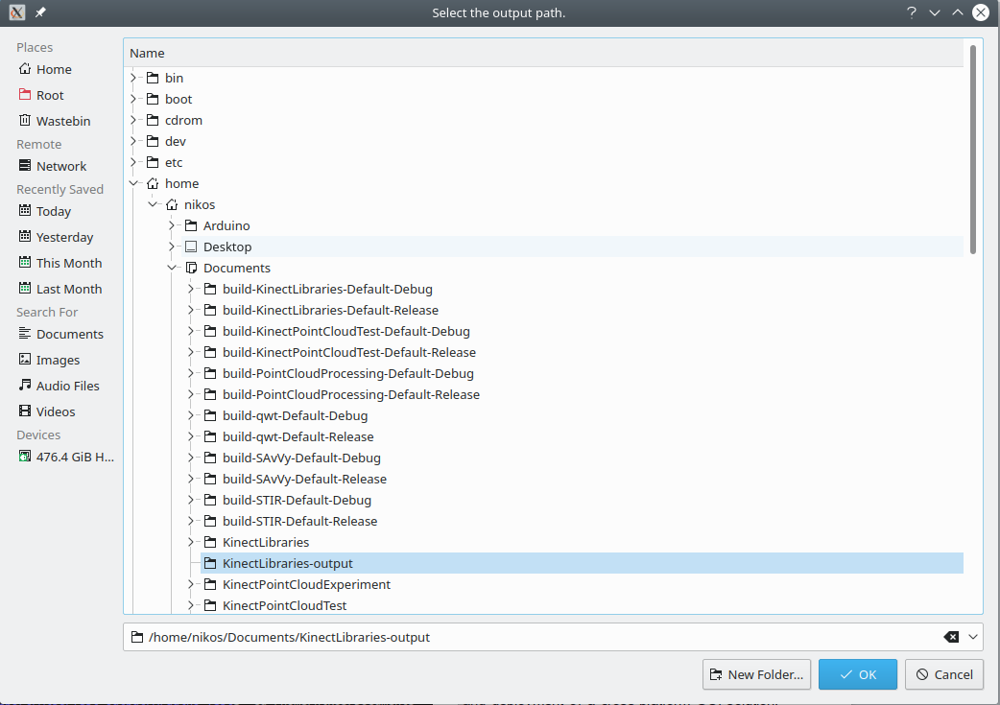 Select the output path.
Places
Home
Root
Wastebin
Remote
Network
Recently Saved
Today
Yesterday
This Month
Last Month
Search For
Documents
Images
Audio Files
Videos
Devices
476.4 GiB H...
Name
bin
boot
cdrom
dev
etc
home
nikos
Arduino
Desktop
Documents
build-KinectLibraries-Default-Debug
build-KinectLibraries-Default-Release
build-KinectPointCloudTest-Default-Debug
build-KinectPointCloudTest-Default-Release
build-PointCloudProcessing-Default-Debug
build-PointCloudProcessing-Default-Release
build-qwt-Default-Debug
build-qwt-Default-Release
build-SAvVy-Default-Debug
build-SAvVy-Default-Release
build-STIR-Default-Debug
build-STIR-Default-Release
KinectLibraries
KinectLibraries-output
KinectPointCloudExperiment
KinectPointCloudTest
/home/nikos/Documents/KinectLibraries-output
New Folder... OK Cancel